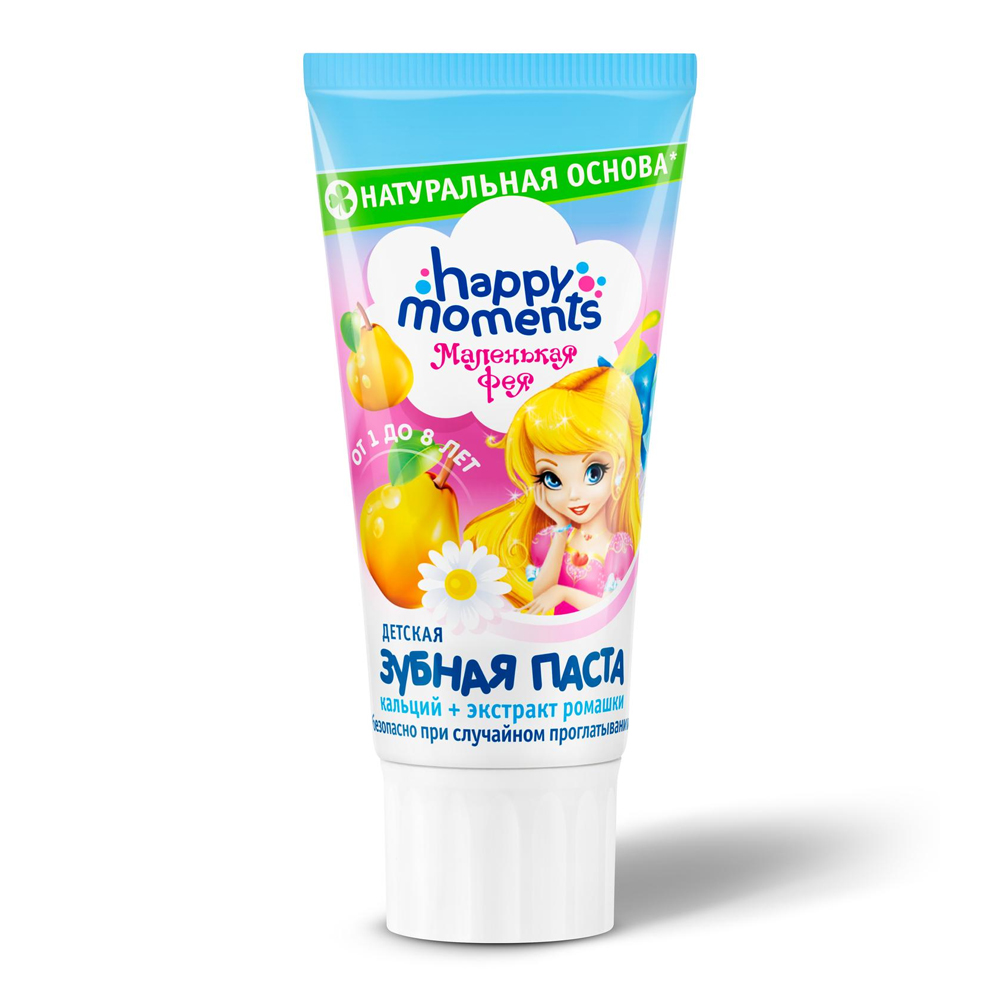 НАТУРАЛЬНАЯ ОСНОВА*
happy
moments
Маленькая
фея
ОТ 1 ДО 8 ЛЕТ
ДЕТСКАЯ
ЗУБНАЯ ПАСТА
кальций + экстракт ромашки
безопасно при случайном проглатывании